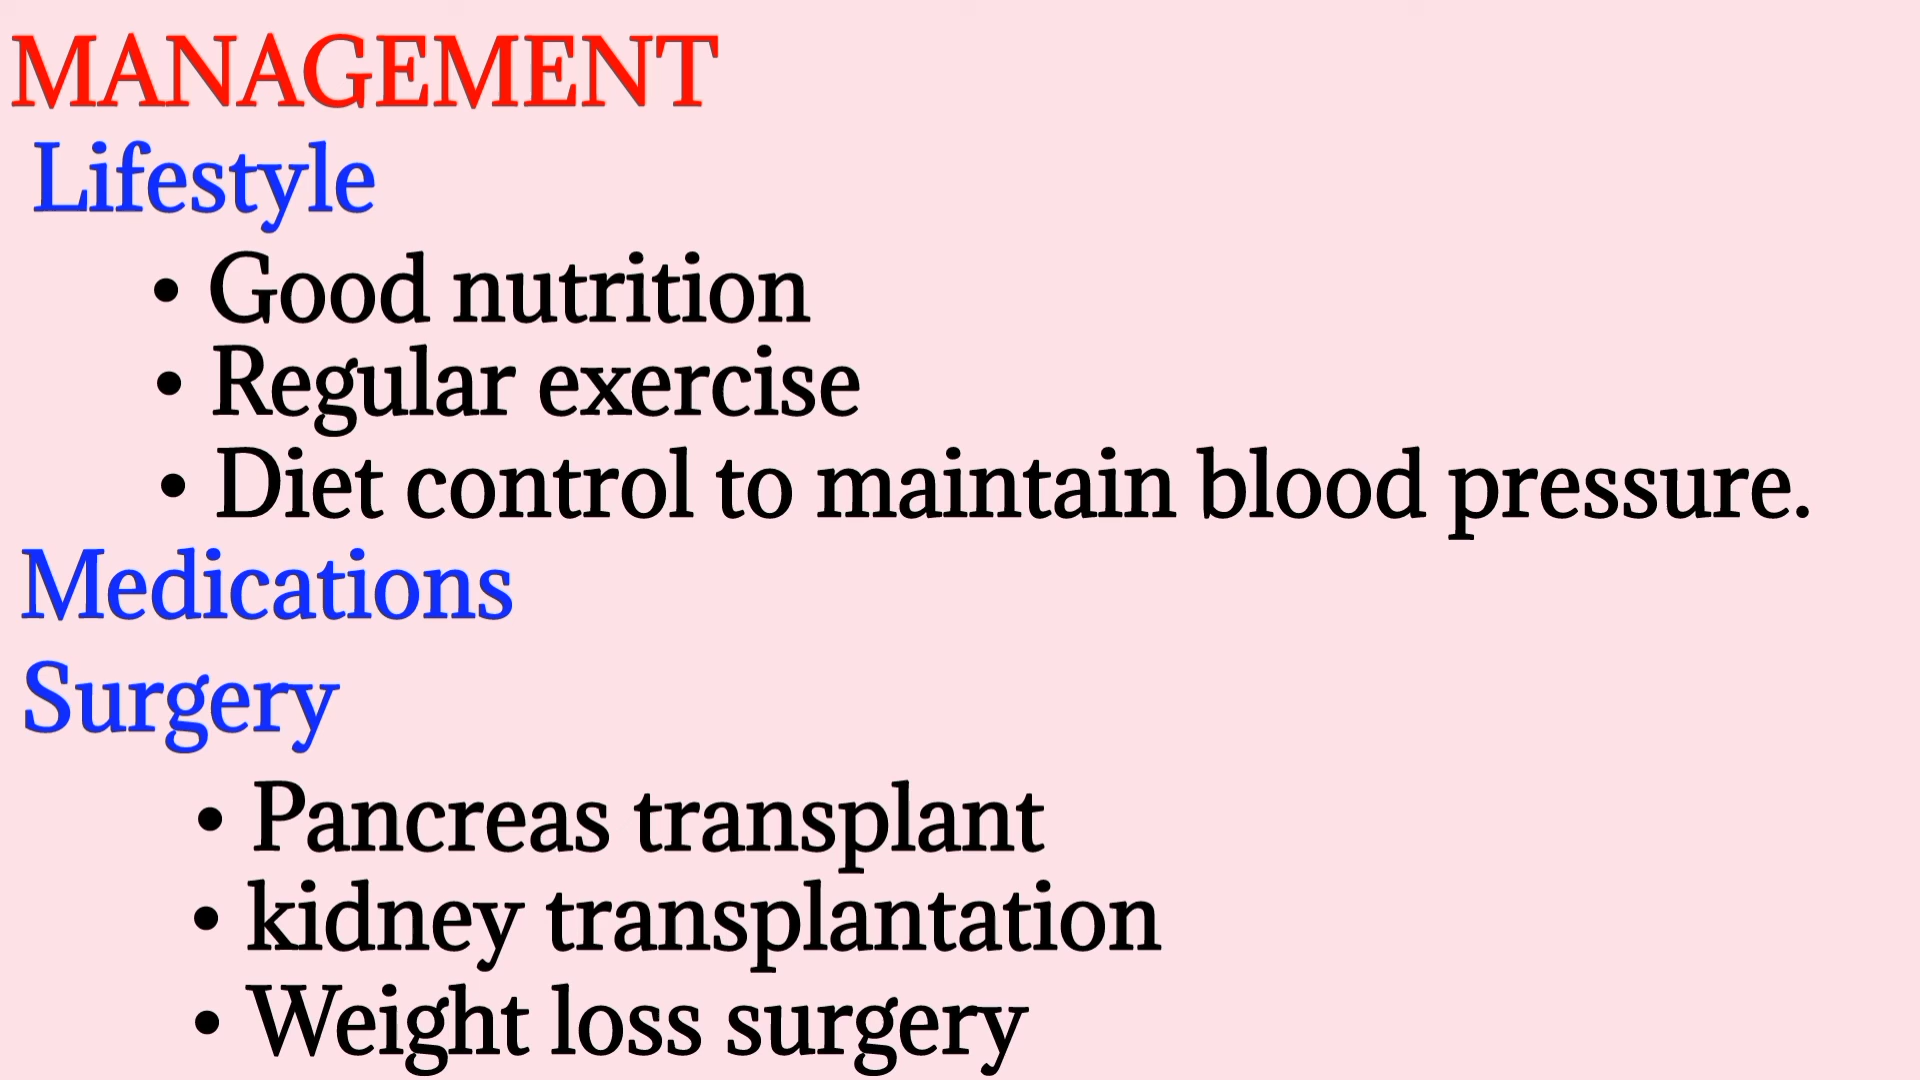 MANAGEMENT
Lifestyle
• Good nutrition
• Regular exercise
• Diet control to maintain blood pressure.
Medications
Surgery
• Pancreas transplant
• kidney transplantation
• Weight loss surgery